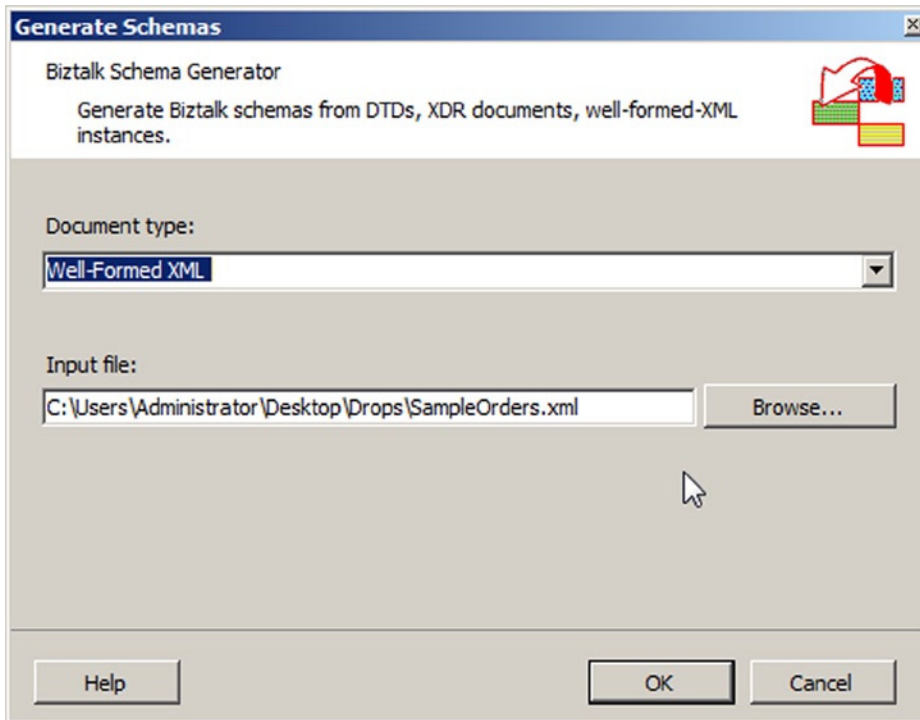 Generate Schemas
Biztalk Schema Generator
Generate Biztalk schemas from DTDs, XDR documents, well-formed-XML
instances.
Document type:
Well-Formed XML
Input file:
C:\Users\Administrator\Desktop\Drops\SampleOrders.xml
Browse...
Help
OK
Cancel